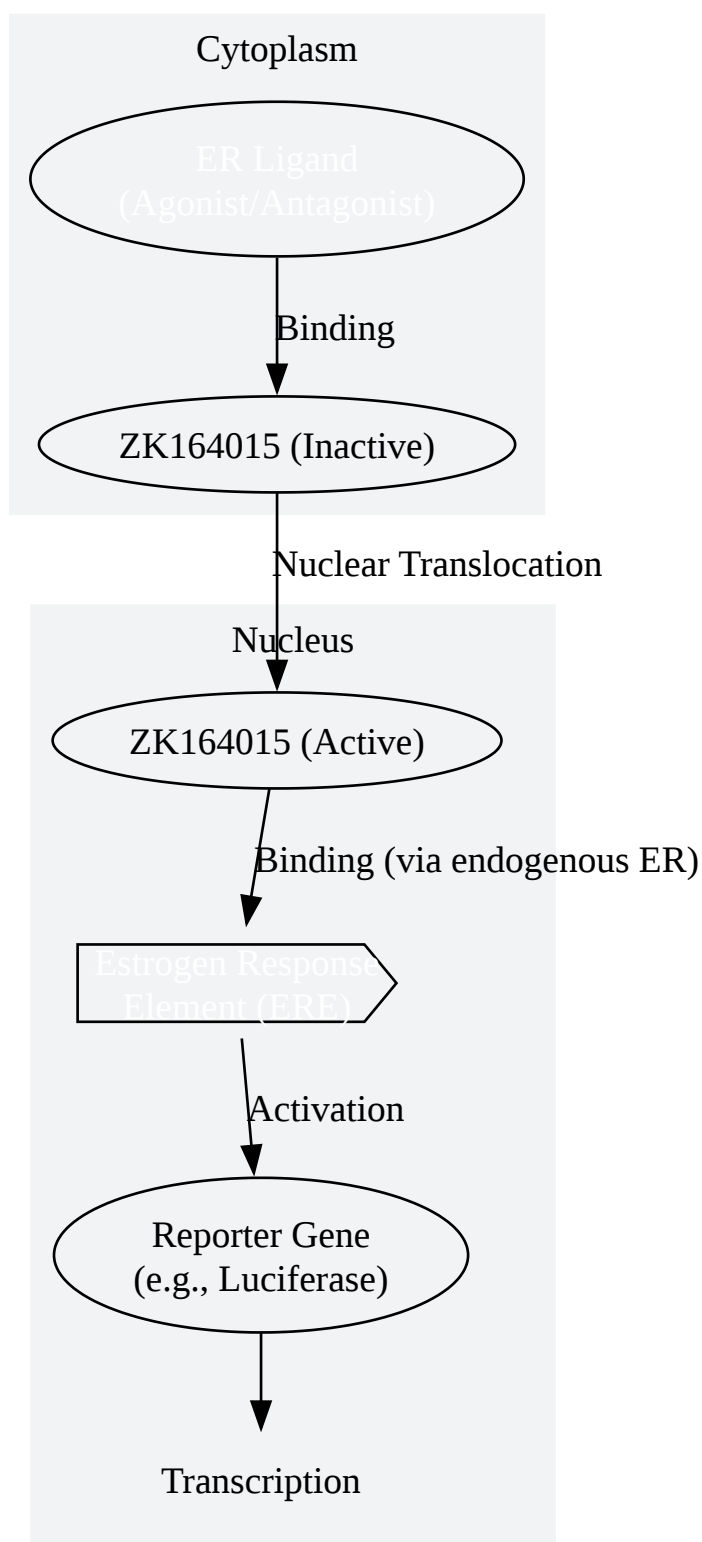 Cytoplasm
ER Ligand
(Agonist/Antagonist)
Binding
ZK164015 (Inactive)
Nuclear Translocation
Nucleus
ZK164015 (Active)
Binding (via endogenous ER)
Estrogen Response
Element (ERE)
Activation
Reporter Gene
(e.g., Luciferase)
Transcription